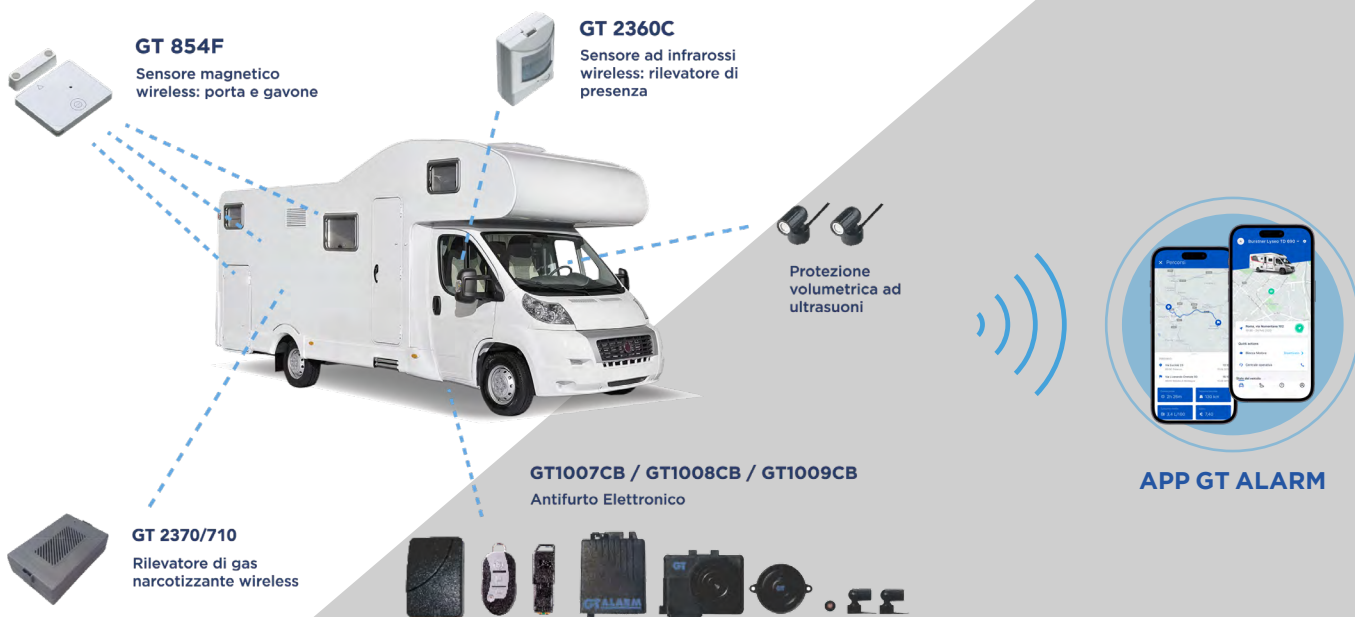 GT 854F
Sensore magnetico
wireless: porta e gavone
GT 2360C
Sensore ad infrarossi
wireless: rilevatore di
presenza
Protezione
volumetrica ad
ultrasuoni
Percorsi
APP GT ALARM
GT1007CB / GT1008CB / GT1009CB
Antifurto Elettronico
GT 2370/710
Rilevatore di gas
narcotizzante wireless
GT ALARM
GT